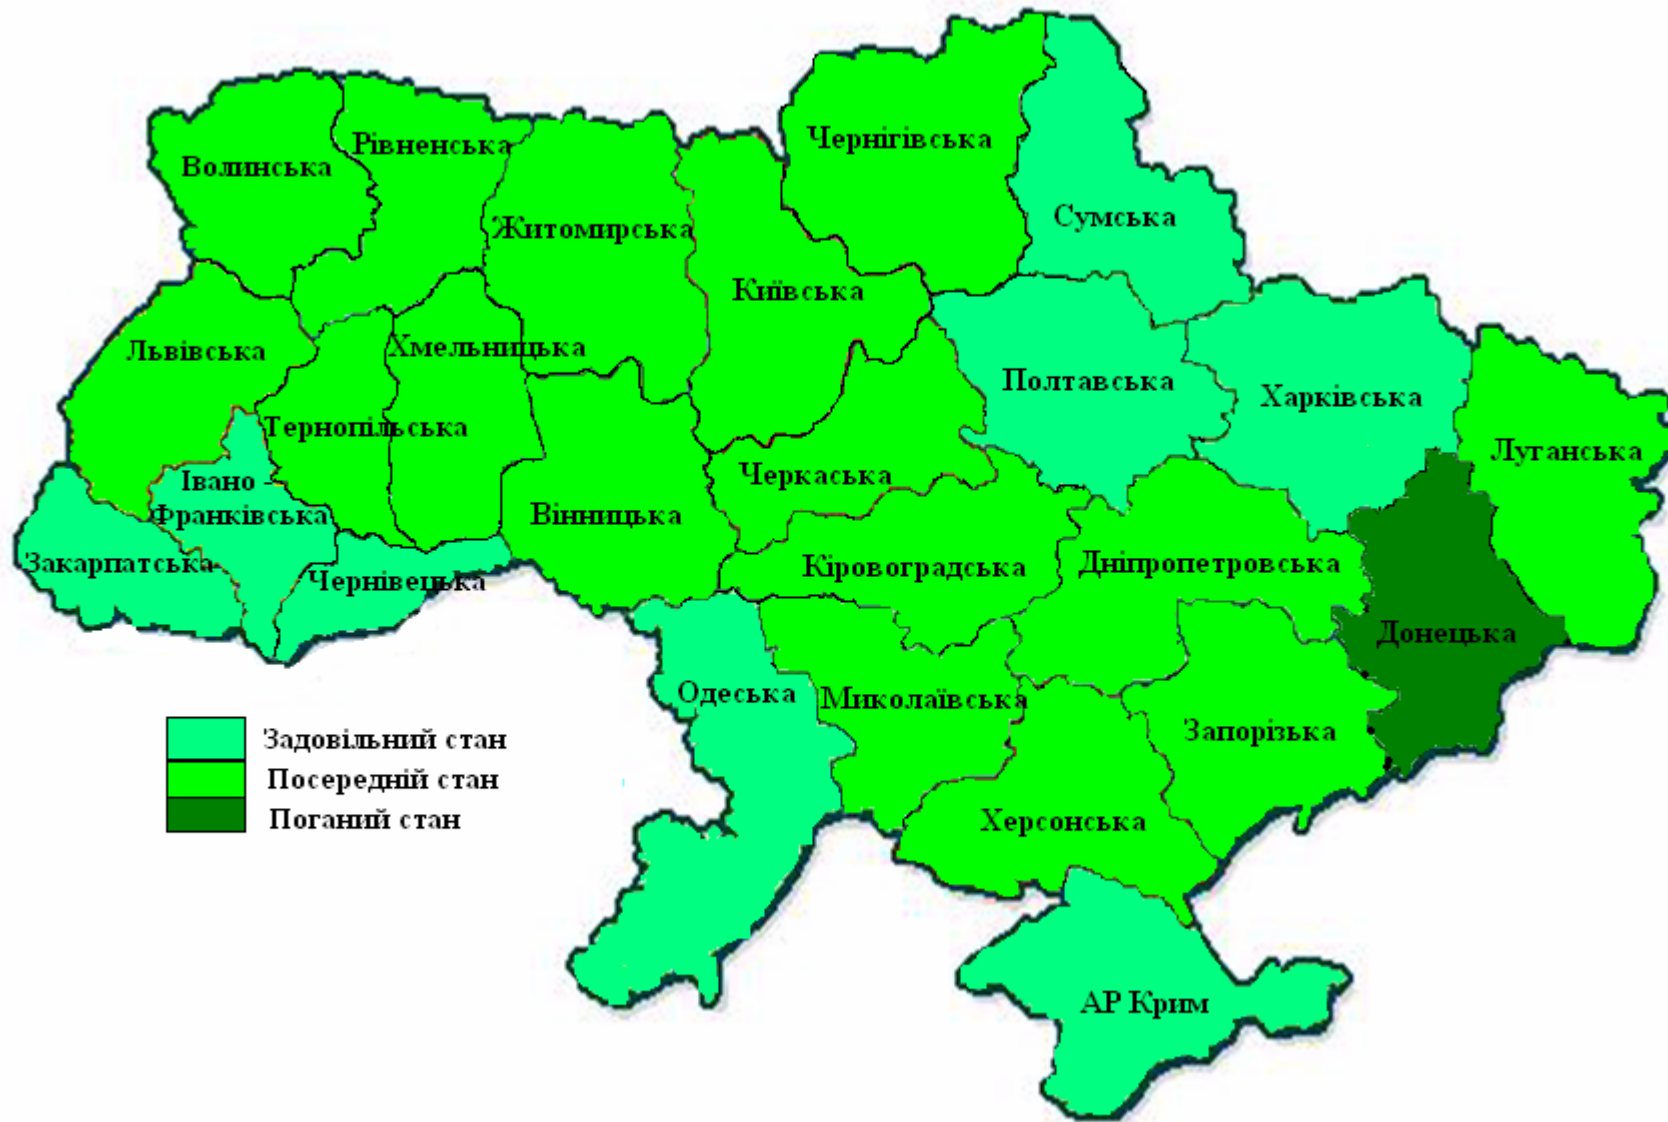 Чернігівська
Рівненська
Волинська
Сумська
Житомирська
Київська
Хмельницька
Львівська
Полтавська
Харківська
Тернопільська
Луганська
Черкаська
Івано -
Франківська
Вінницька
Закарпатська
Чернівецька
Кіровоградська
Дніпропетровська
Донецька
Одеська
Миколаївська
Запорізька
Херсонська
АР Крим
Задовільний стан
Посередній стан
Поганий стан